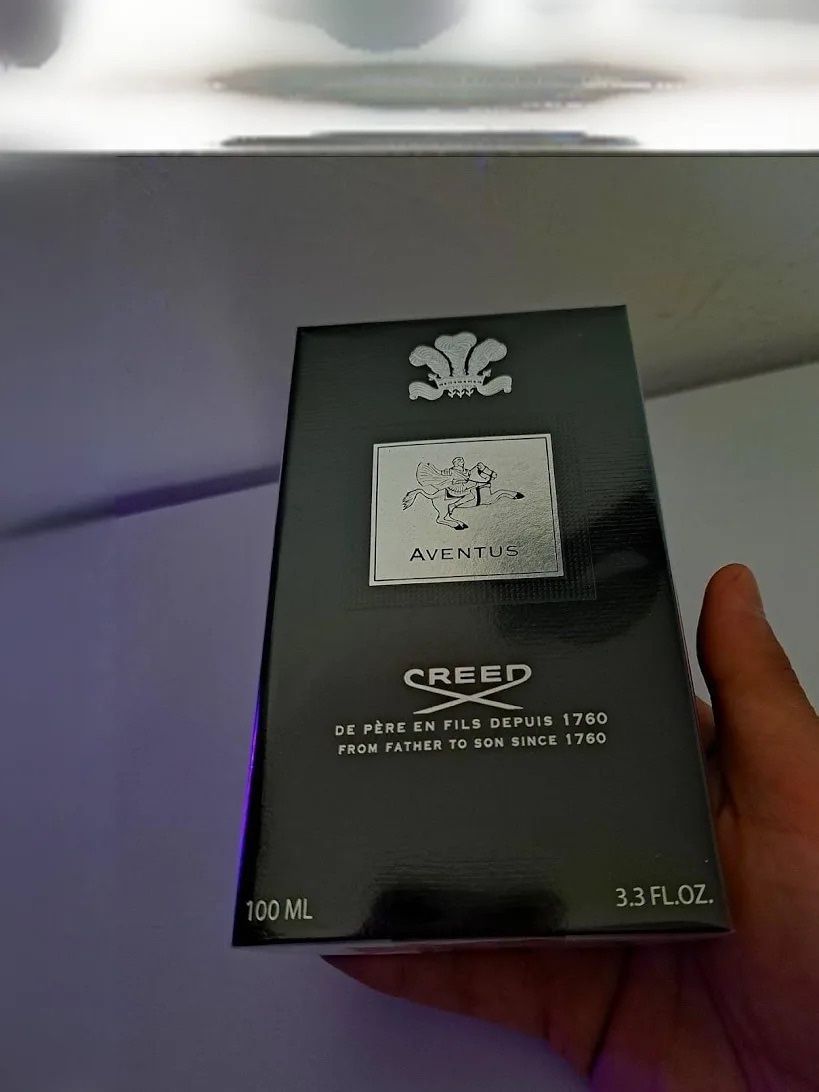 AVENTUS
CREED
DE PÈRE EN FILS DEPUIS 1760
FROM FATHER TO SON SINCE 1760
100 ML
3.3 FL.OZ.